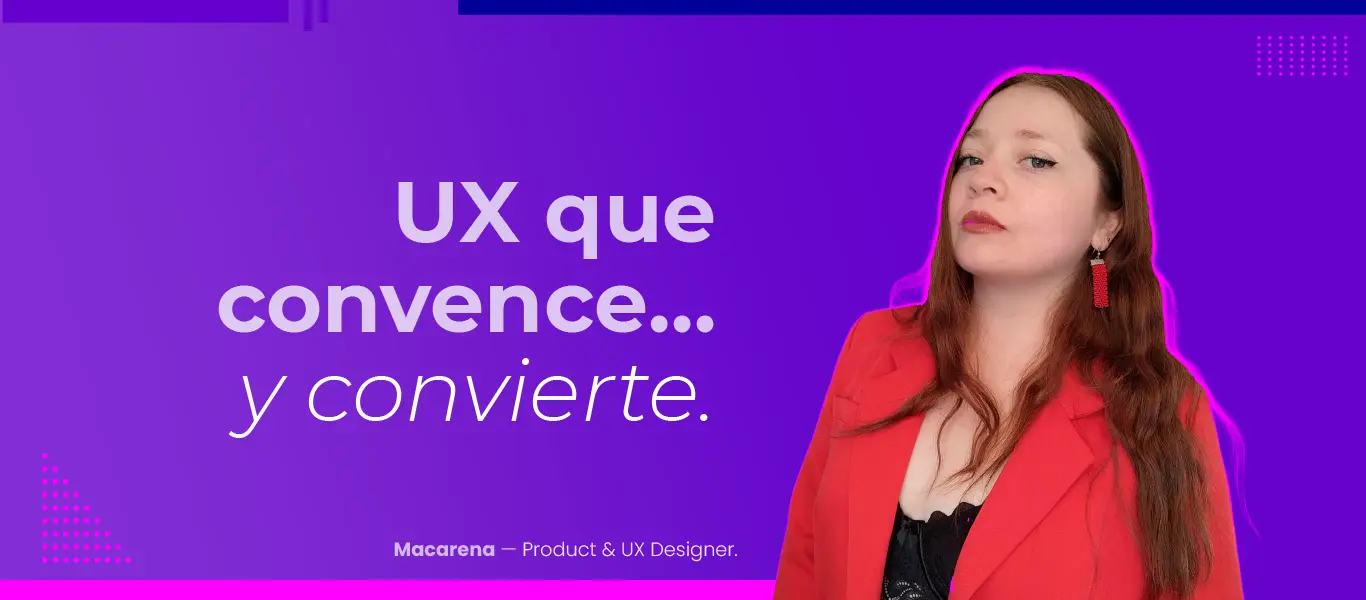 UX que
convence...
y convierte.
Macarena — Product & UX Designer.